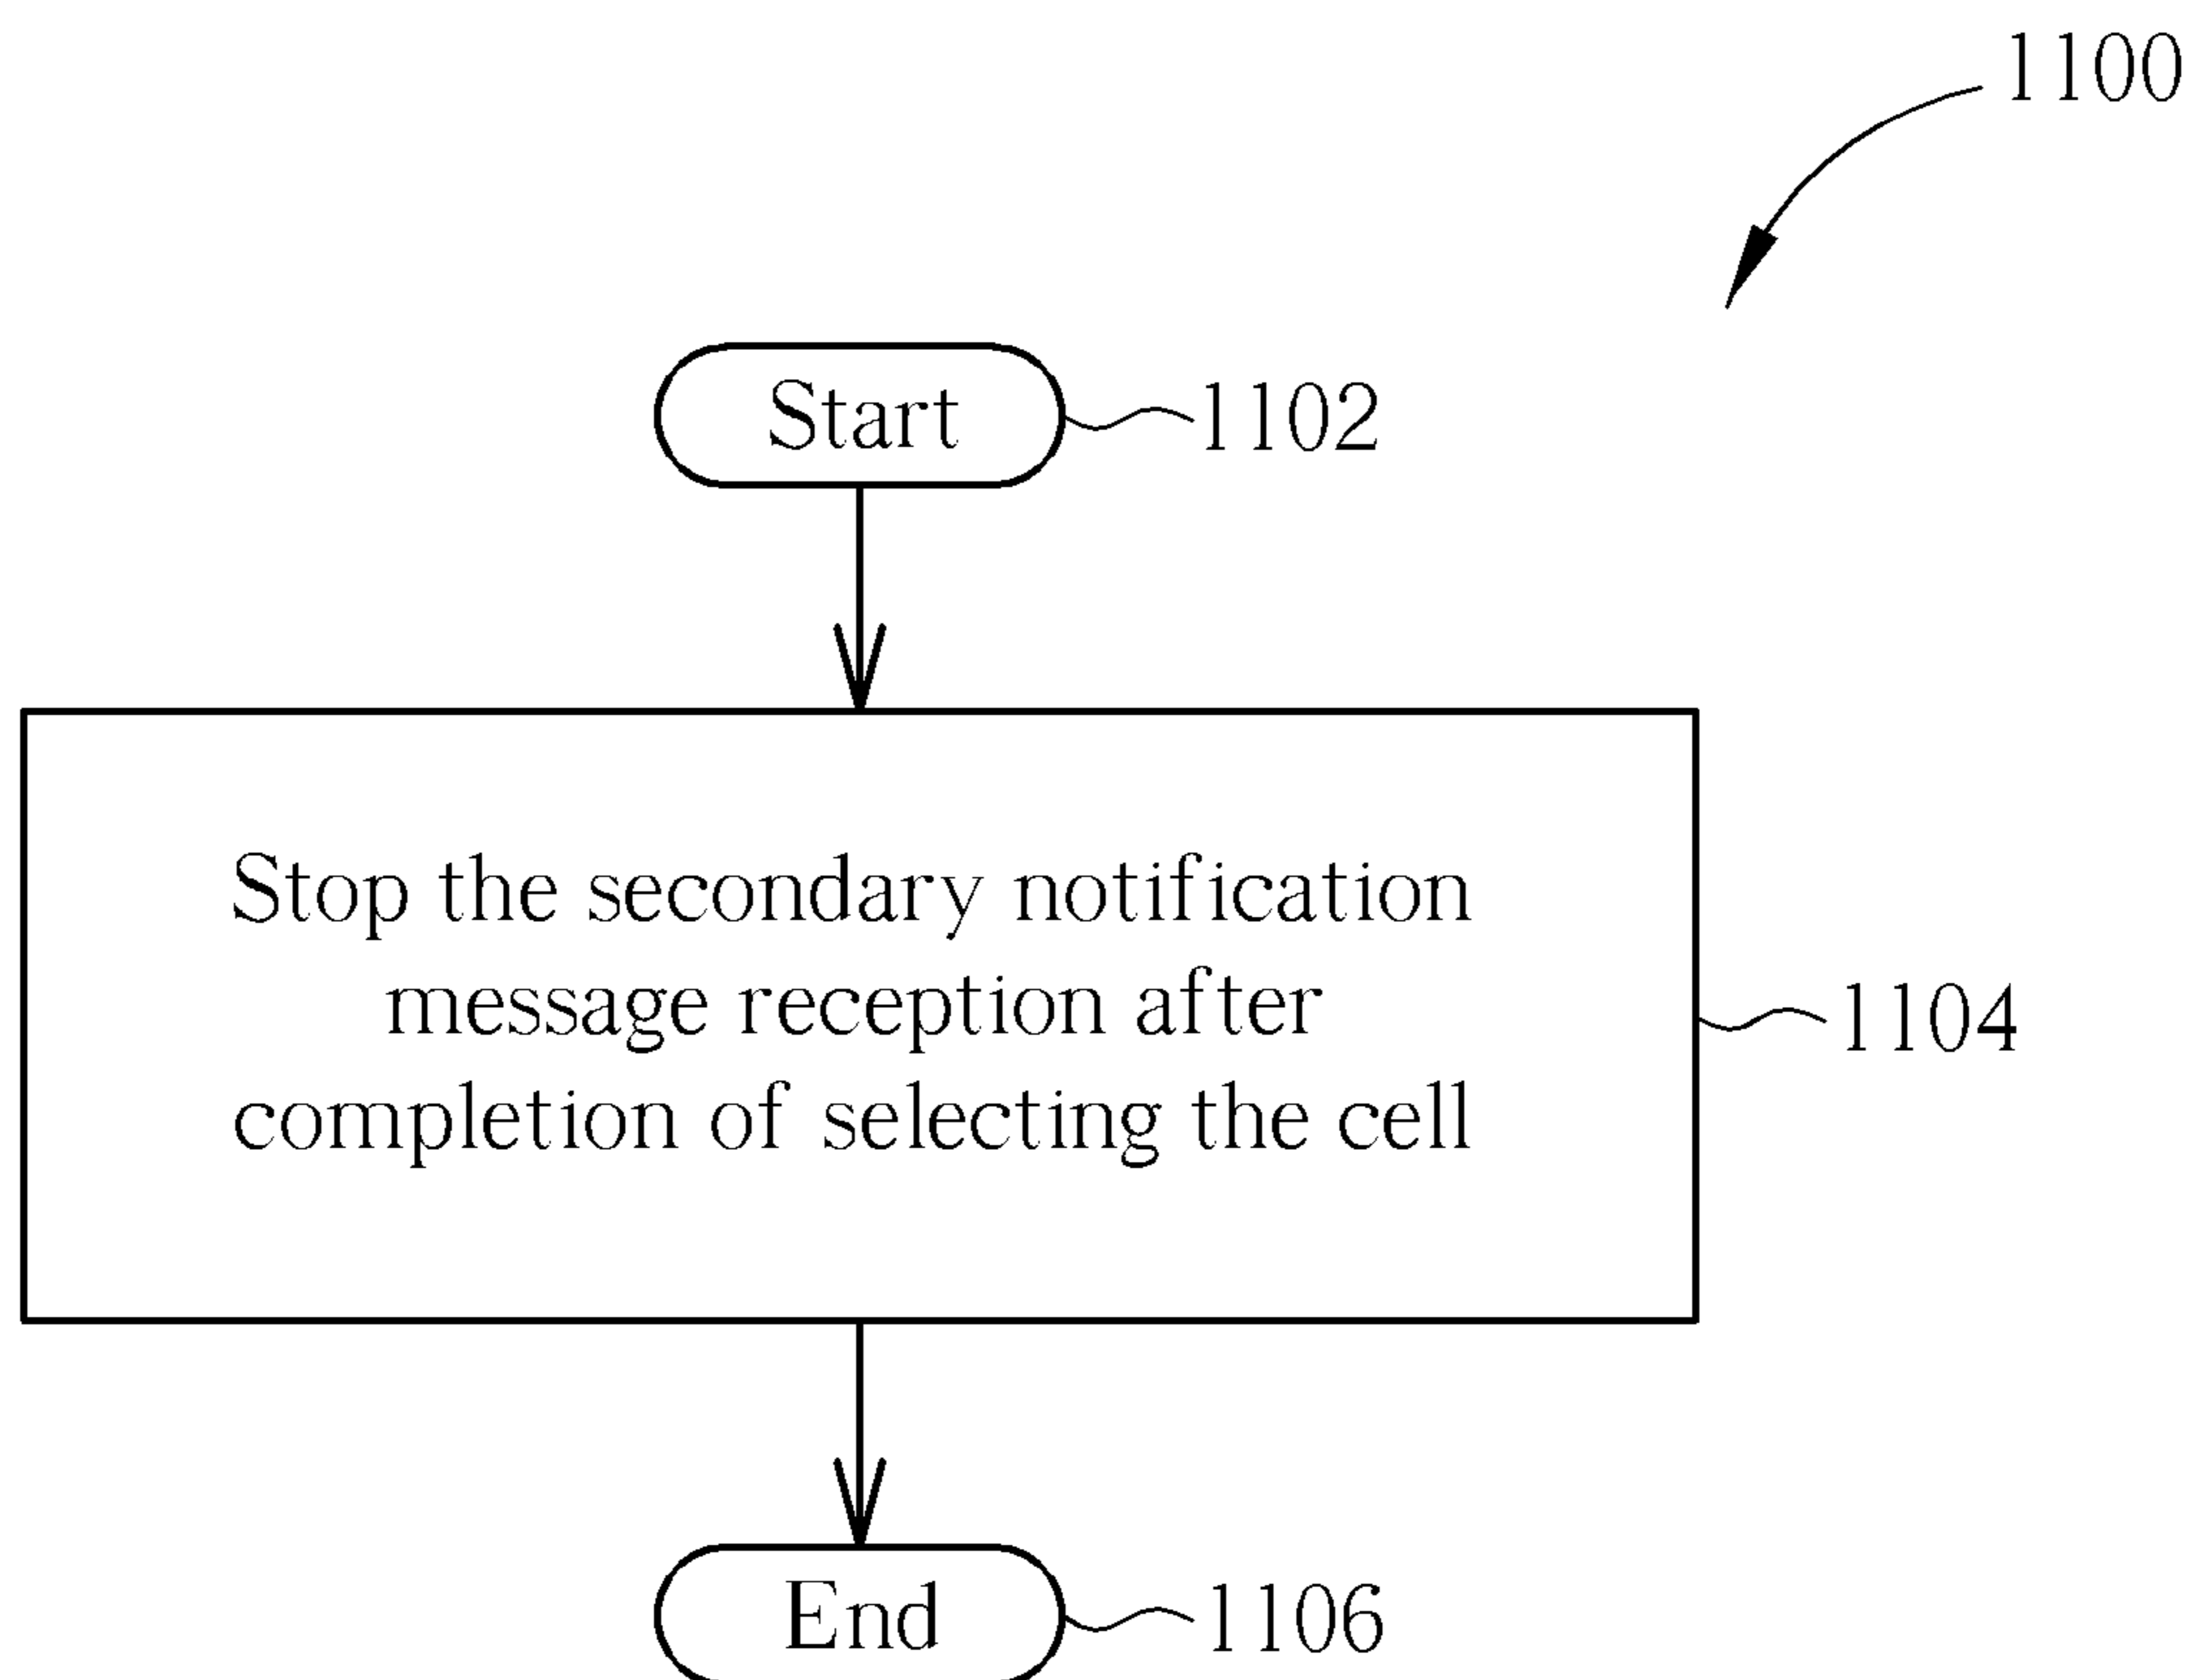 1100
Start
1102
Stop the secondary notification
message reception after
completion of selecting the cell
1104
End
1106